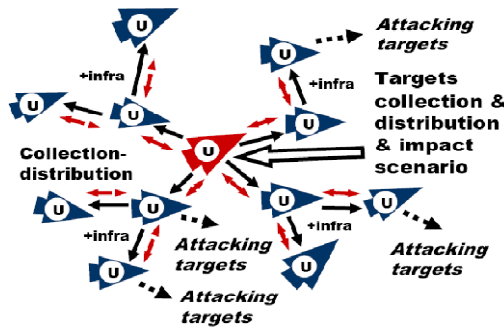 U
U
Attacking
targets
+infra
U
+infra
Targets
collection &
distribution
& impact
scenario
U
U
U
U
Collection-
distribution
U
U
U
U
+infra
+infra
Attacking
targets
Attacking
targets
U
U
Attacking
targets